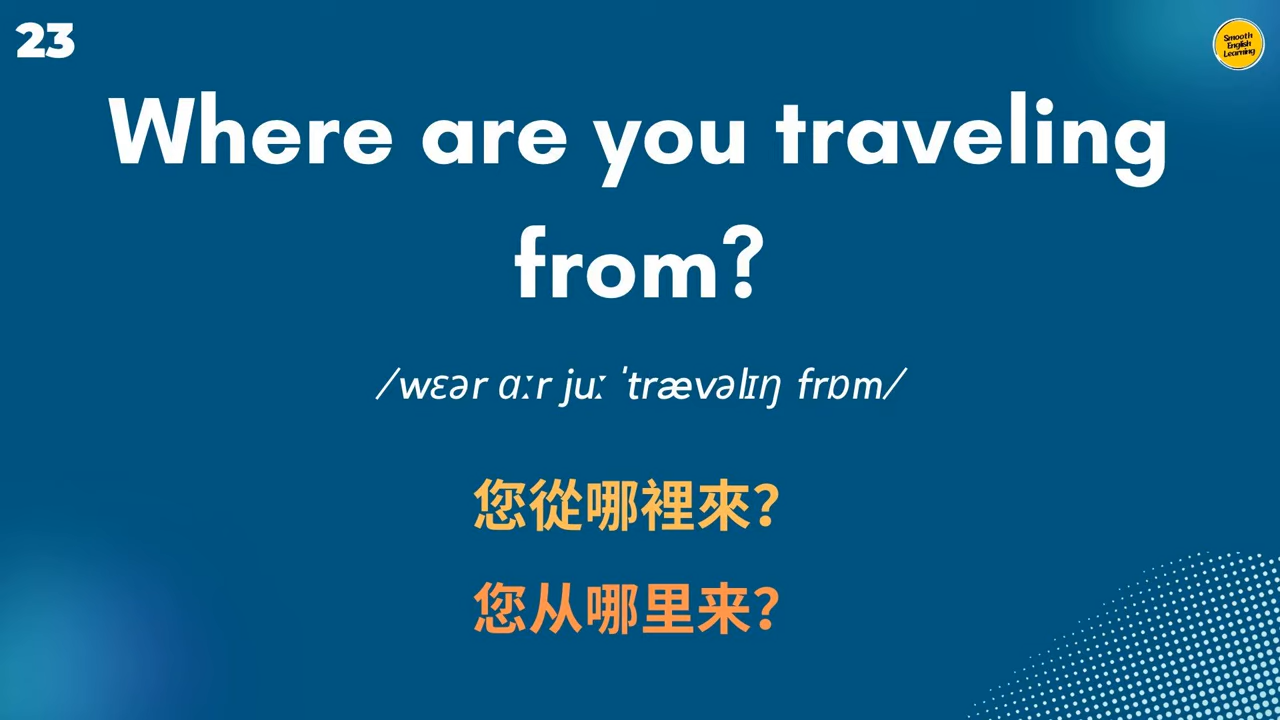 23
Smooth
English
Learning
Where are you traveling
from?
/wɛər ɑːr juː ˈtrævəlɪŋ frɒm/
您從哪裡來?
您从哪里来?